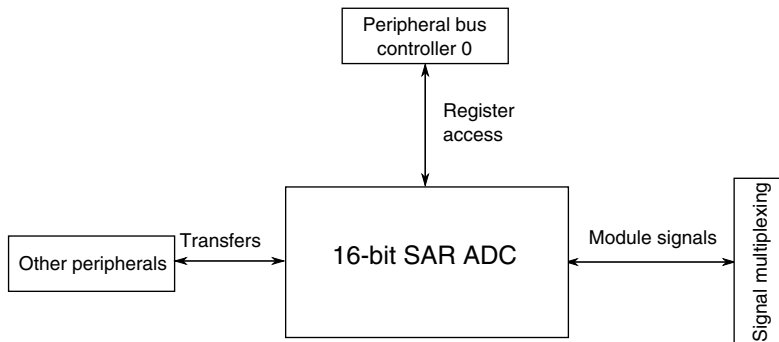 Peripheral bus
controller 0
Register
access
Transfers
Other peripherals
16-bit SAR ADC
Module signals
Signal multiplexing